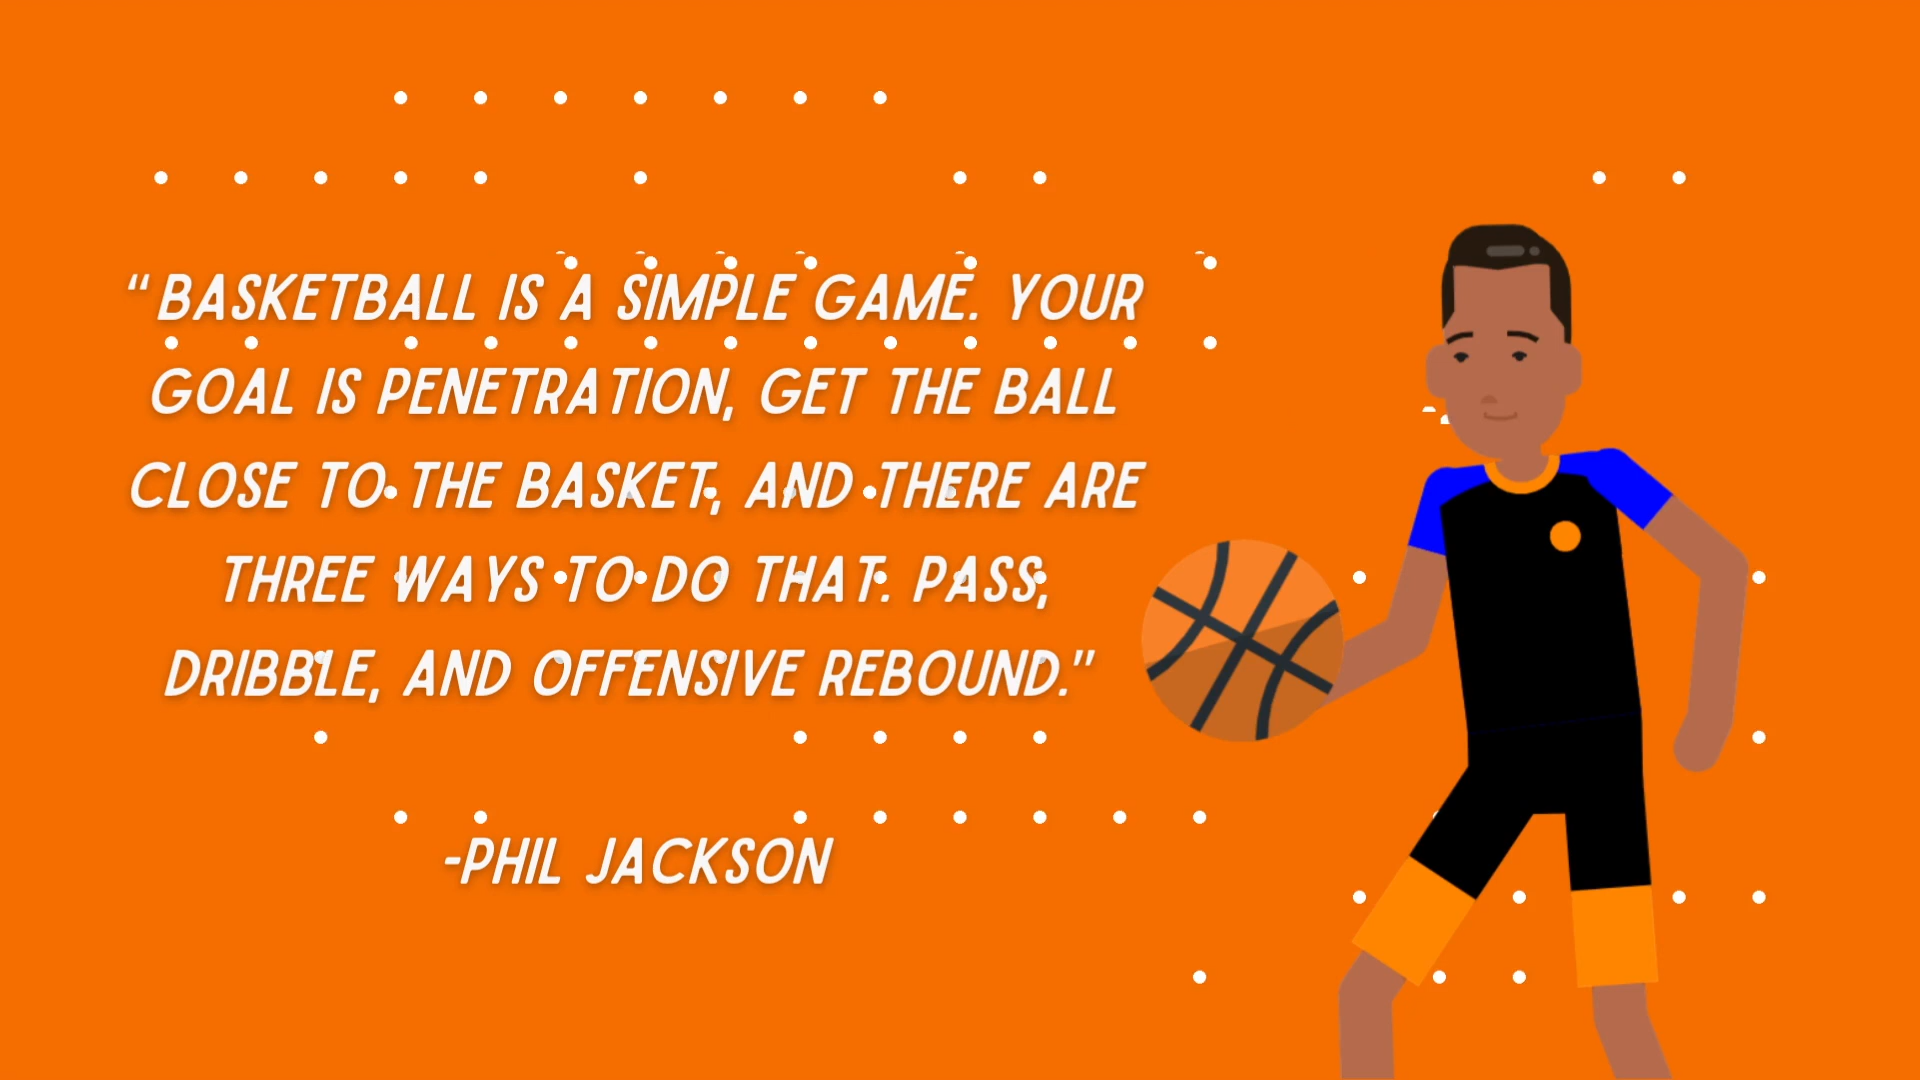 “BASKETBALL IS A SIMPLE GAME. YOUR
GOAL IS PENETRATION, GET THE BALL
CLOSE TO THE BASKET, AND THERE ARE
THREE WAYS TO DO THAT. PASS,
DRIBBLE, AND OFFENSIVE REBOUND.”
-PHIL JACKSON